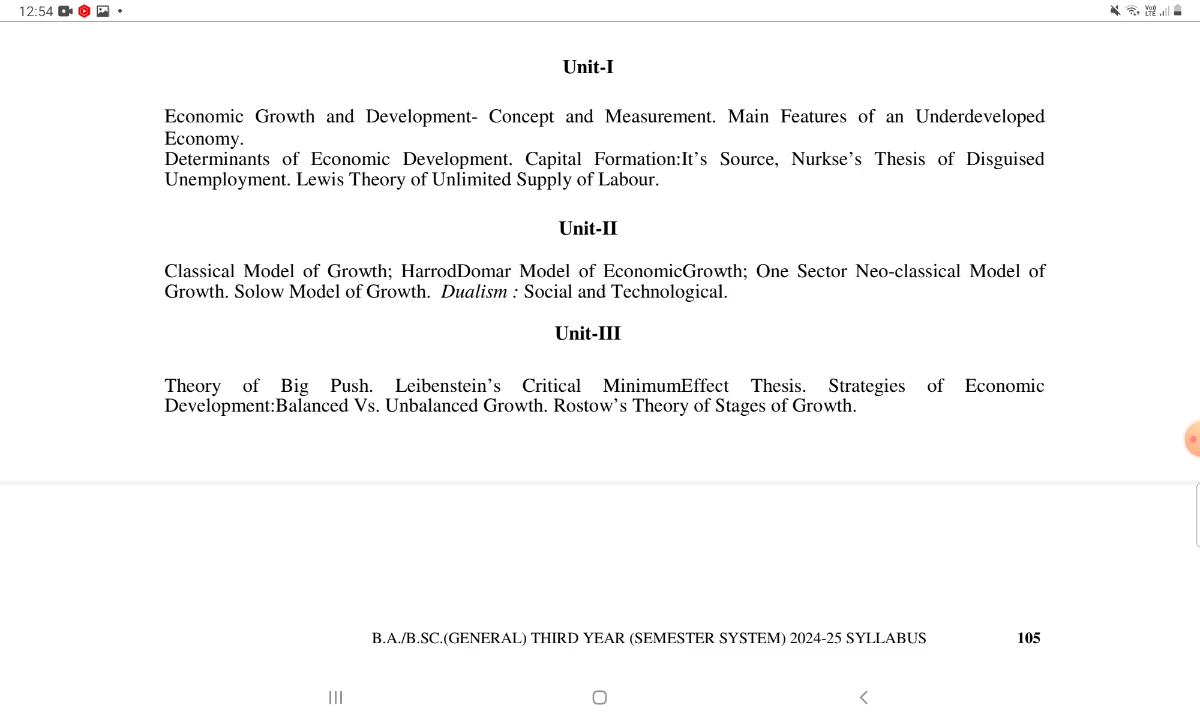 12:54
Unit-I
Economic Growth and Development- Concept and Measurement. Main Features of an Underdeveloped
Economy.
Determinants of Economic Development. Capital Formation:It's Source, Nurkse's Thesis of Disguised
Unemployment. Lewis Theory of Unlimited Supply of Labour.
Unit-II
Classical Model of Growth; HarrodDomar Model of EconomicGrowth; One Sector Neo-classical Model of
Growth. Solow Model of Growth. Dualism : Social and Technological.
Unit-III
Theory of Big Push. Leibenstein's Critical MinimumEffect Thesis. Strategies of Economic
Development:Balanced Vs. Unbalanced Growth. Rostow's Theory of Stages of Growth.
B.A./B.SC.(GENERAL) THIRD YEAR (SEMESTER SYSTEM) 2024-25 SYLLABUS 105